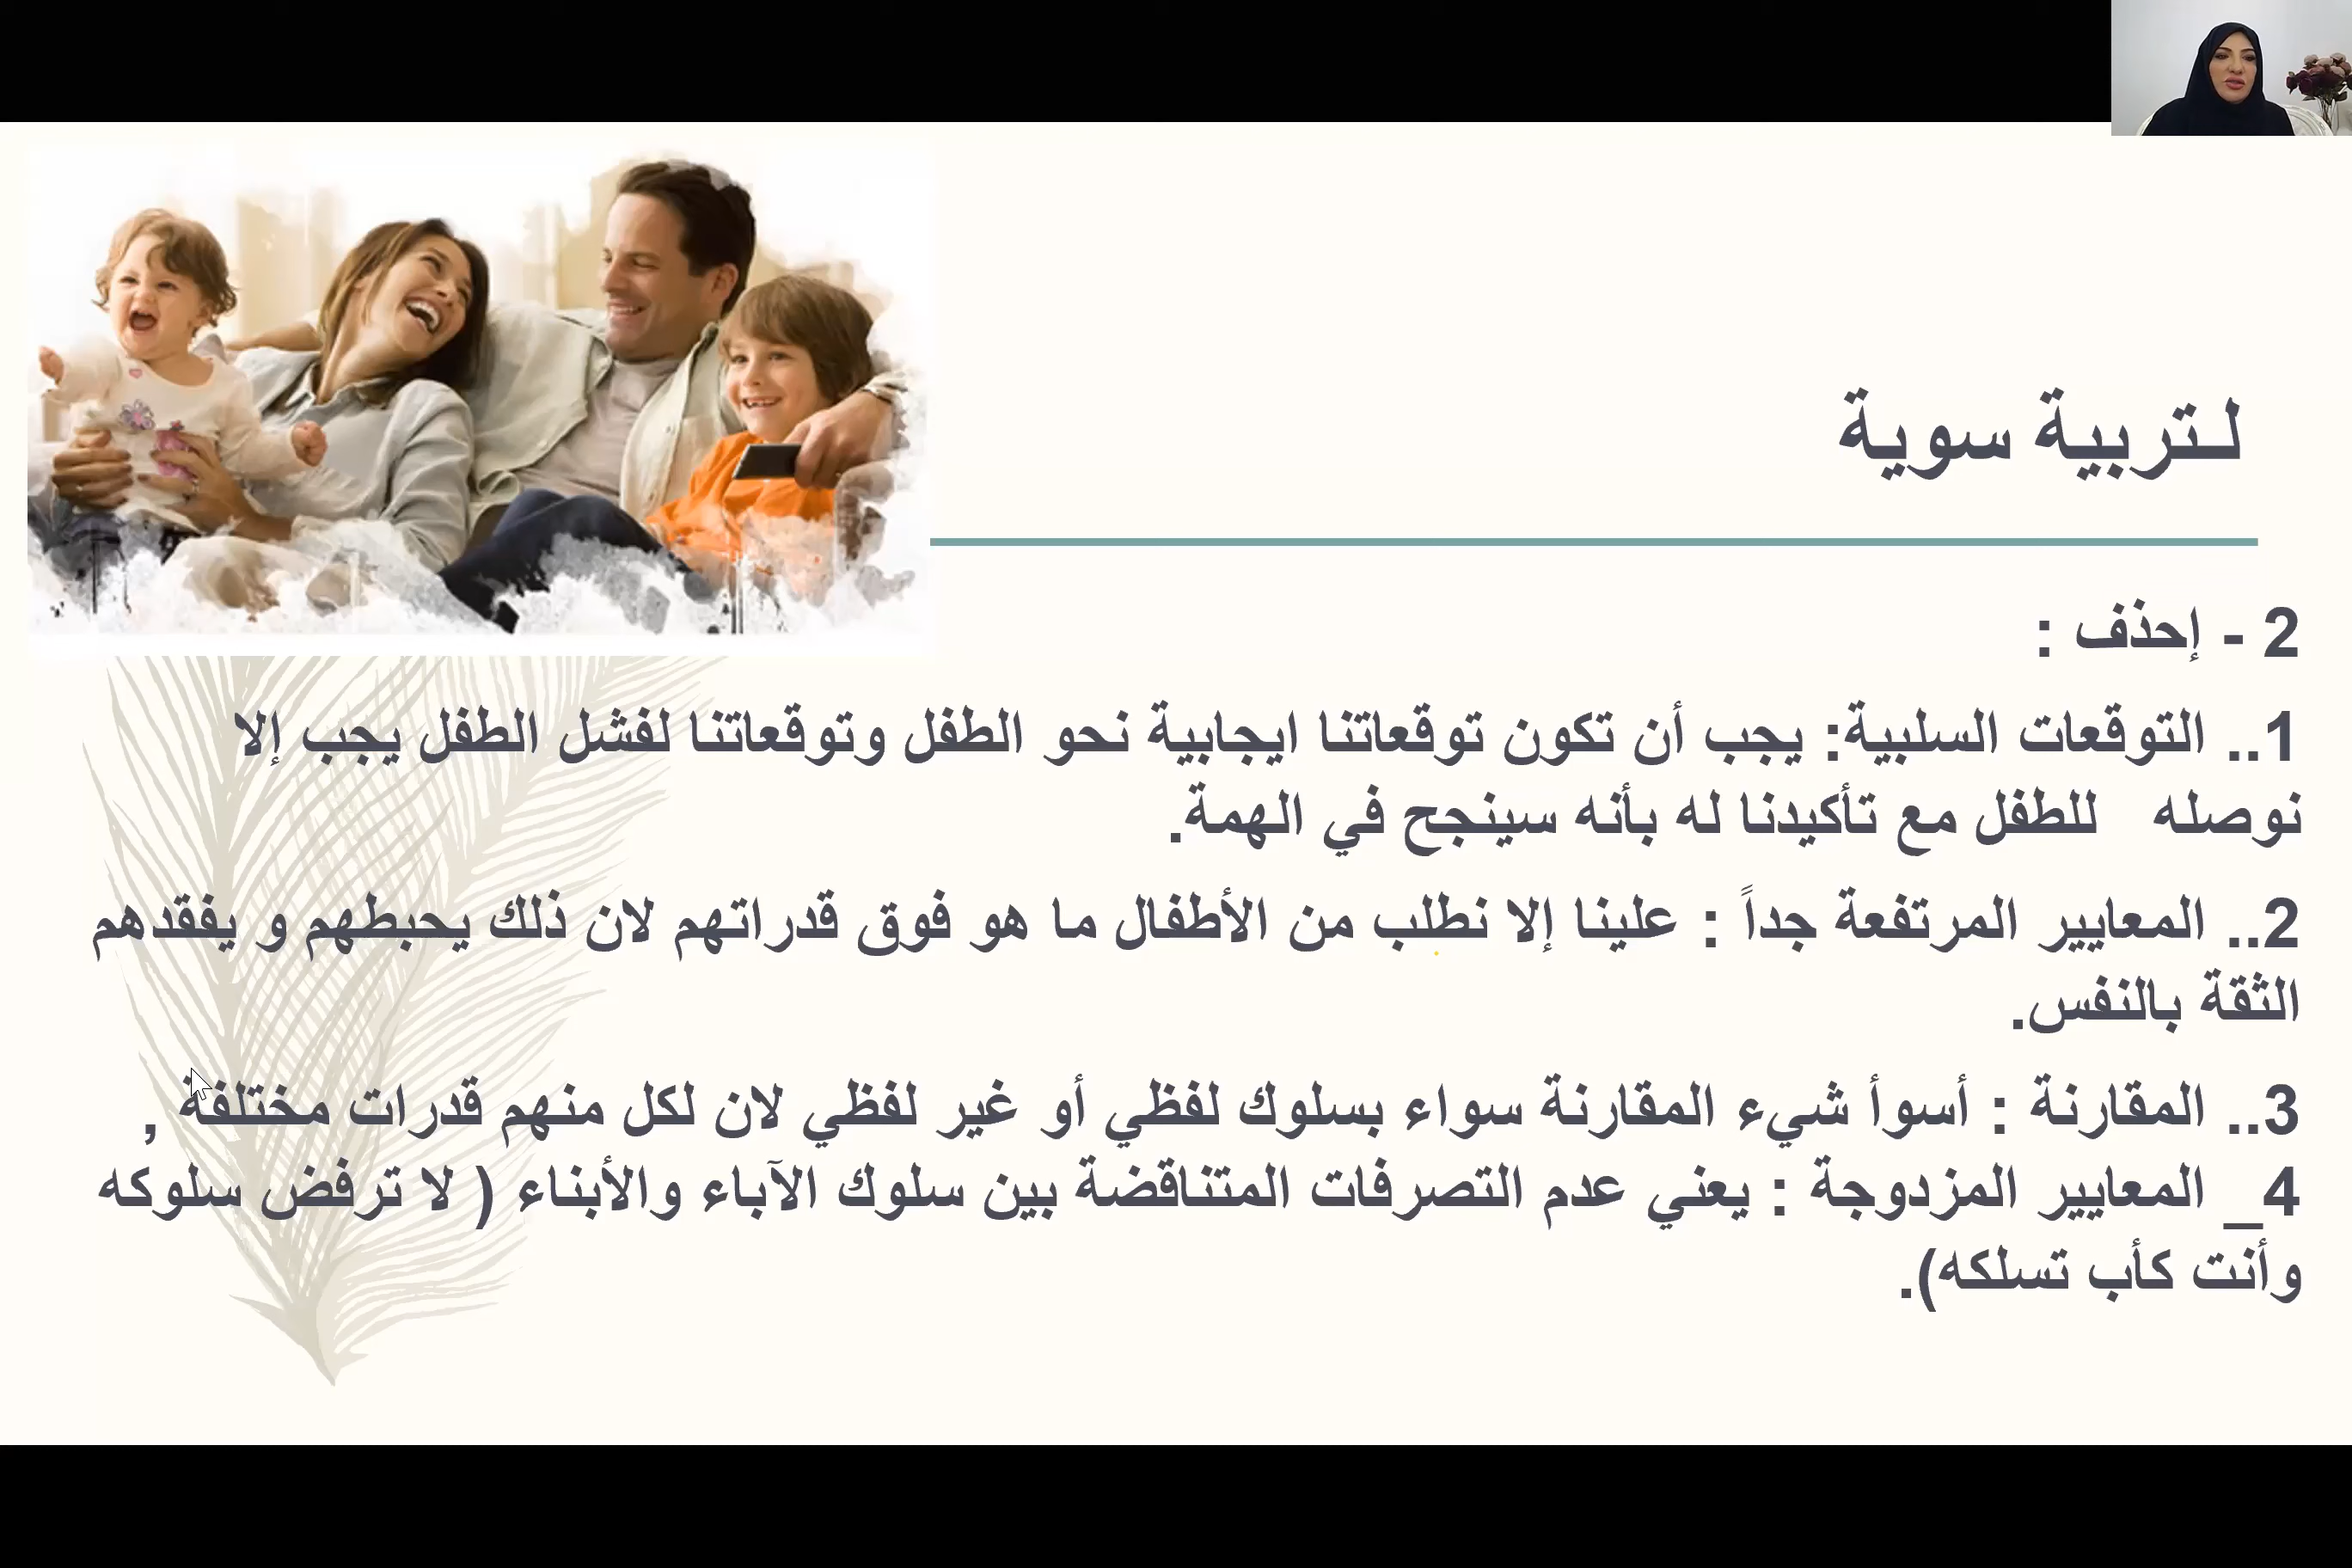 لـتربية سوية
2 - إحذف :
1.. التوقعات السلبية: يجب أن تكون توقعاتنا ايجابية نحو الطفل وتوقعاتنا لفشل الطفل يجب إلا
نوصله للطفل مع تأكيدنا له بأنه سينجح في الهمة.
2.. المعايير المرتفعة جداً : علينا إلا نطلب من الأطفال ما هو فوق قدراتهم لان ذلك يحبطهم و يفقدهم
الثقة بالنفس.
3.. المقارنة : أسوأ شيء المقارنة سواء بسلوك لفظي أو غير لفظي لان لكل منهم قدرات مختلفة ,
4_ المعايير المزدوجة : يعني عدم التصرفات المتناقضة بين سلوك الآباء والأبناء ( لا ترفض سلوكه
وأنت كأب تسلكه).